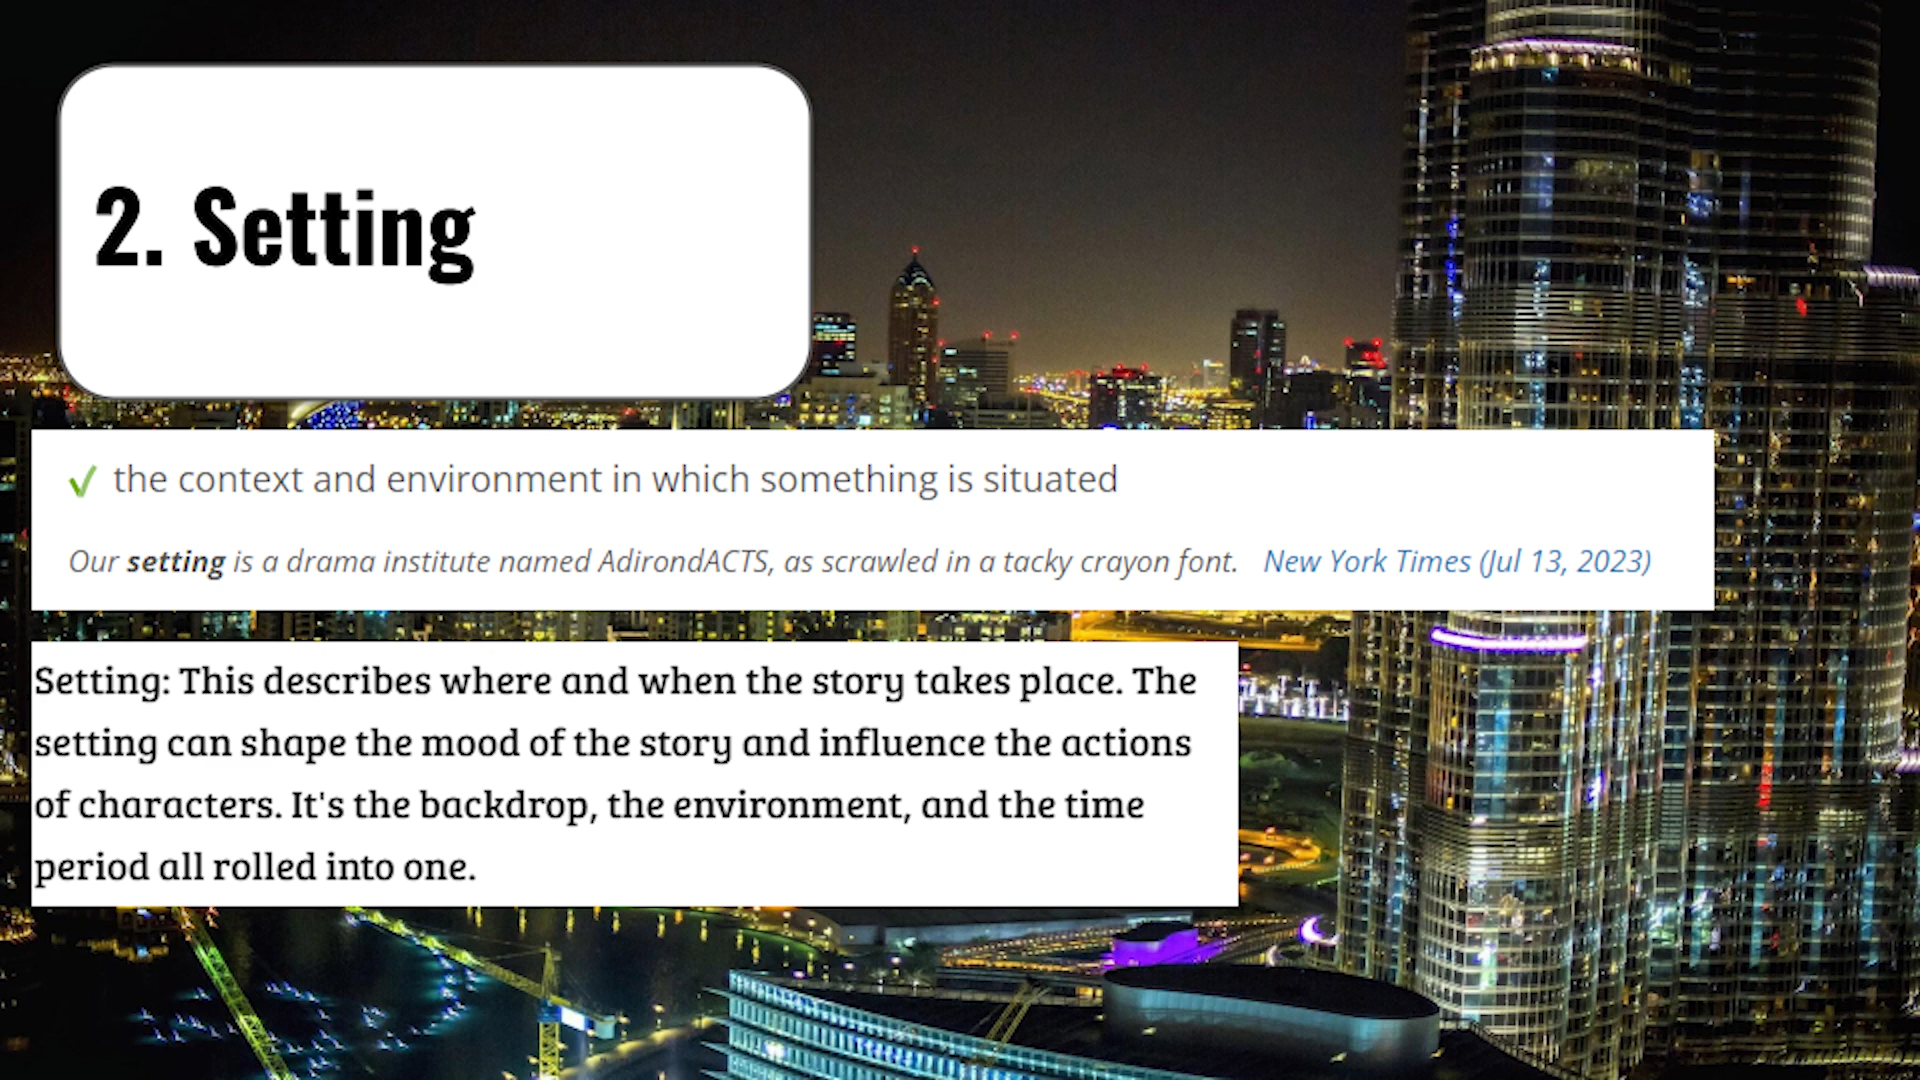 2. Setting
✓ the context and environment in which something is situated
Our setting is a drama institute named AdirondACTS, as scrawled in a tacky crayon font. New York Times (Jul 13, 2023)
Setting: This describes where and when the story takes place. The
setting can shape the mood of the story and influence the actions
of characters. It's the backdrop, the environment, and the time
period all rolled into one.